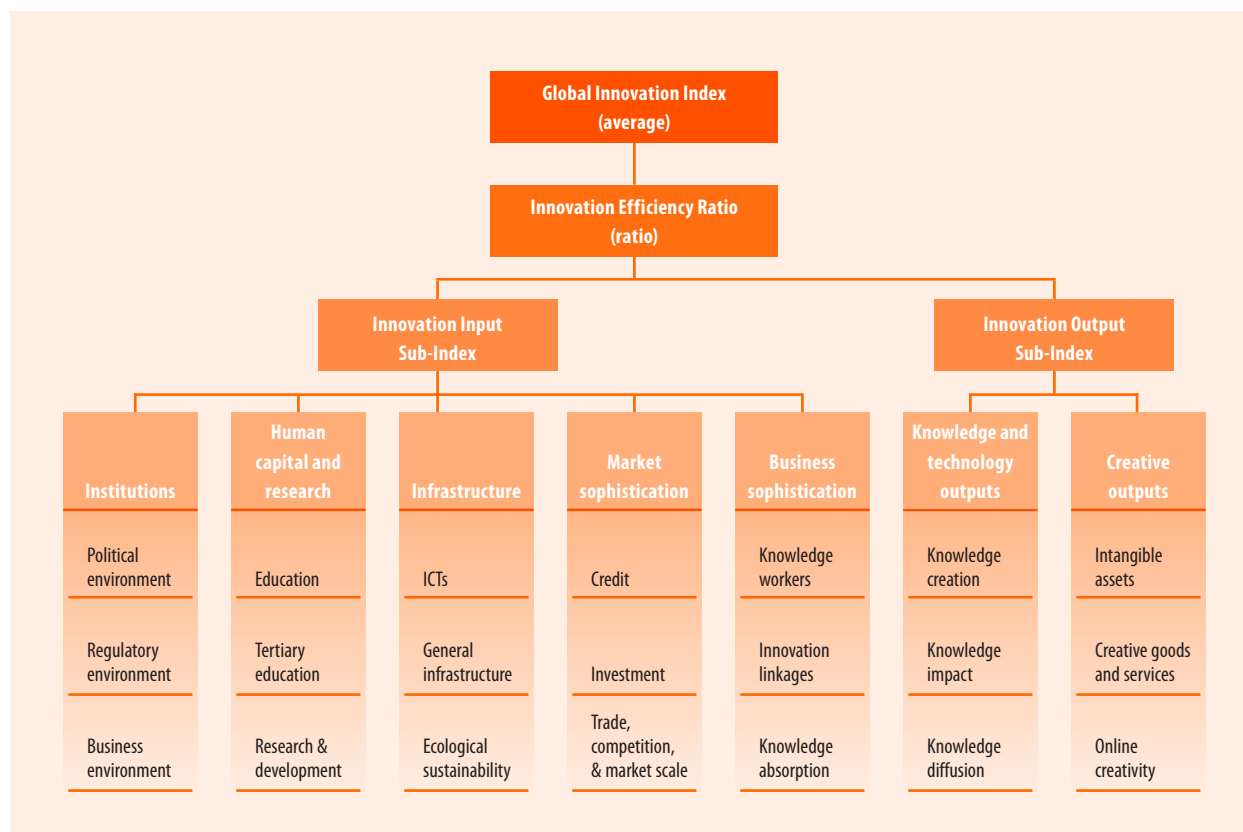 Global Innovation Index
(average)
Innovation Efficiency Ratio
(ratio)
Innovation Input
Sub-Index
Innovation Output
Sub-Index
Institutions
Human
capital and
research
Infrastructure
Market
sophistication
Business
sophistication
Knowledge and
technology
outputs
Creative
outputs
Political
environment
Education
ICTs
Credit
Knowledge
workers
Knowledge
creation
Intangible
assets
Regulatory
environment
Tertiary
education
General
infrastructure
Investment
Innovation
linkages
Knowledge
impact
Creative goods
and services
Business
environment
Research &
development
Ecological
sustainability
Trade,
competition,
& market scale
Knowledge
absorption
Knowledge
diffusion
Online
creativity